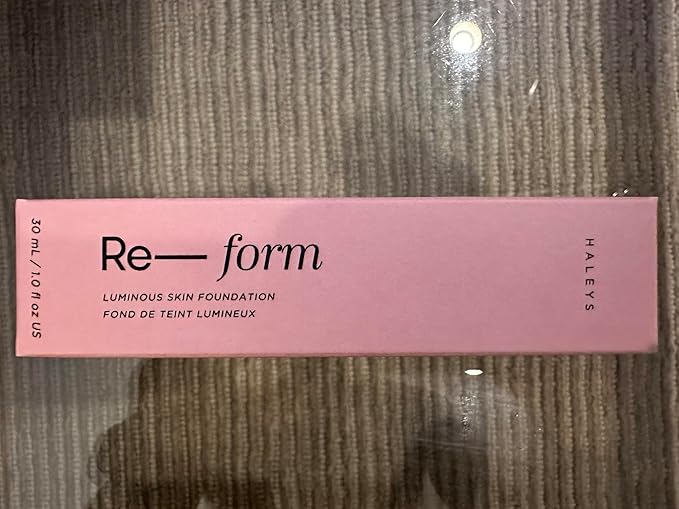 Re— form
LUMINOUS SKIN FOUNDATION
FOND DE TEINT LUMINEUX
30 mL / 1.0 fl oz US
HALEYS